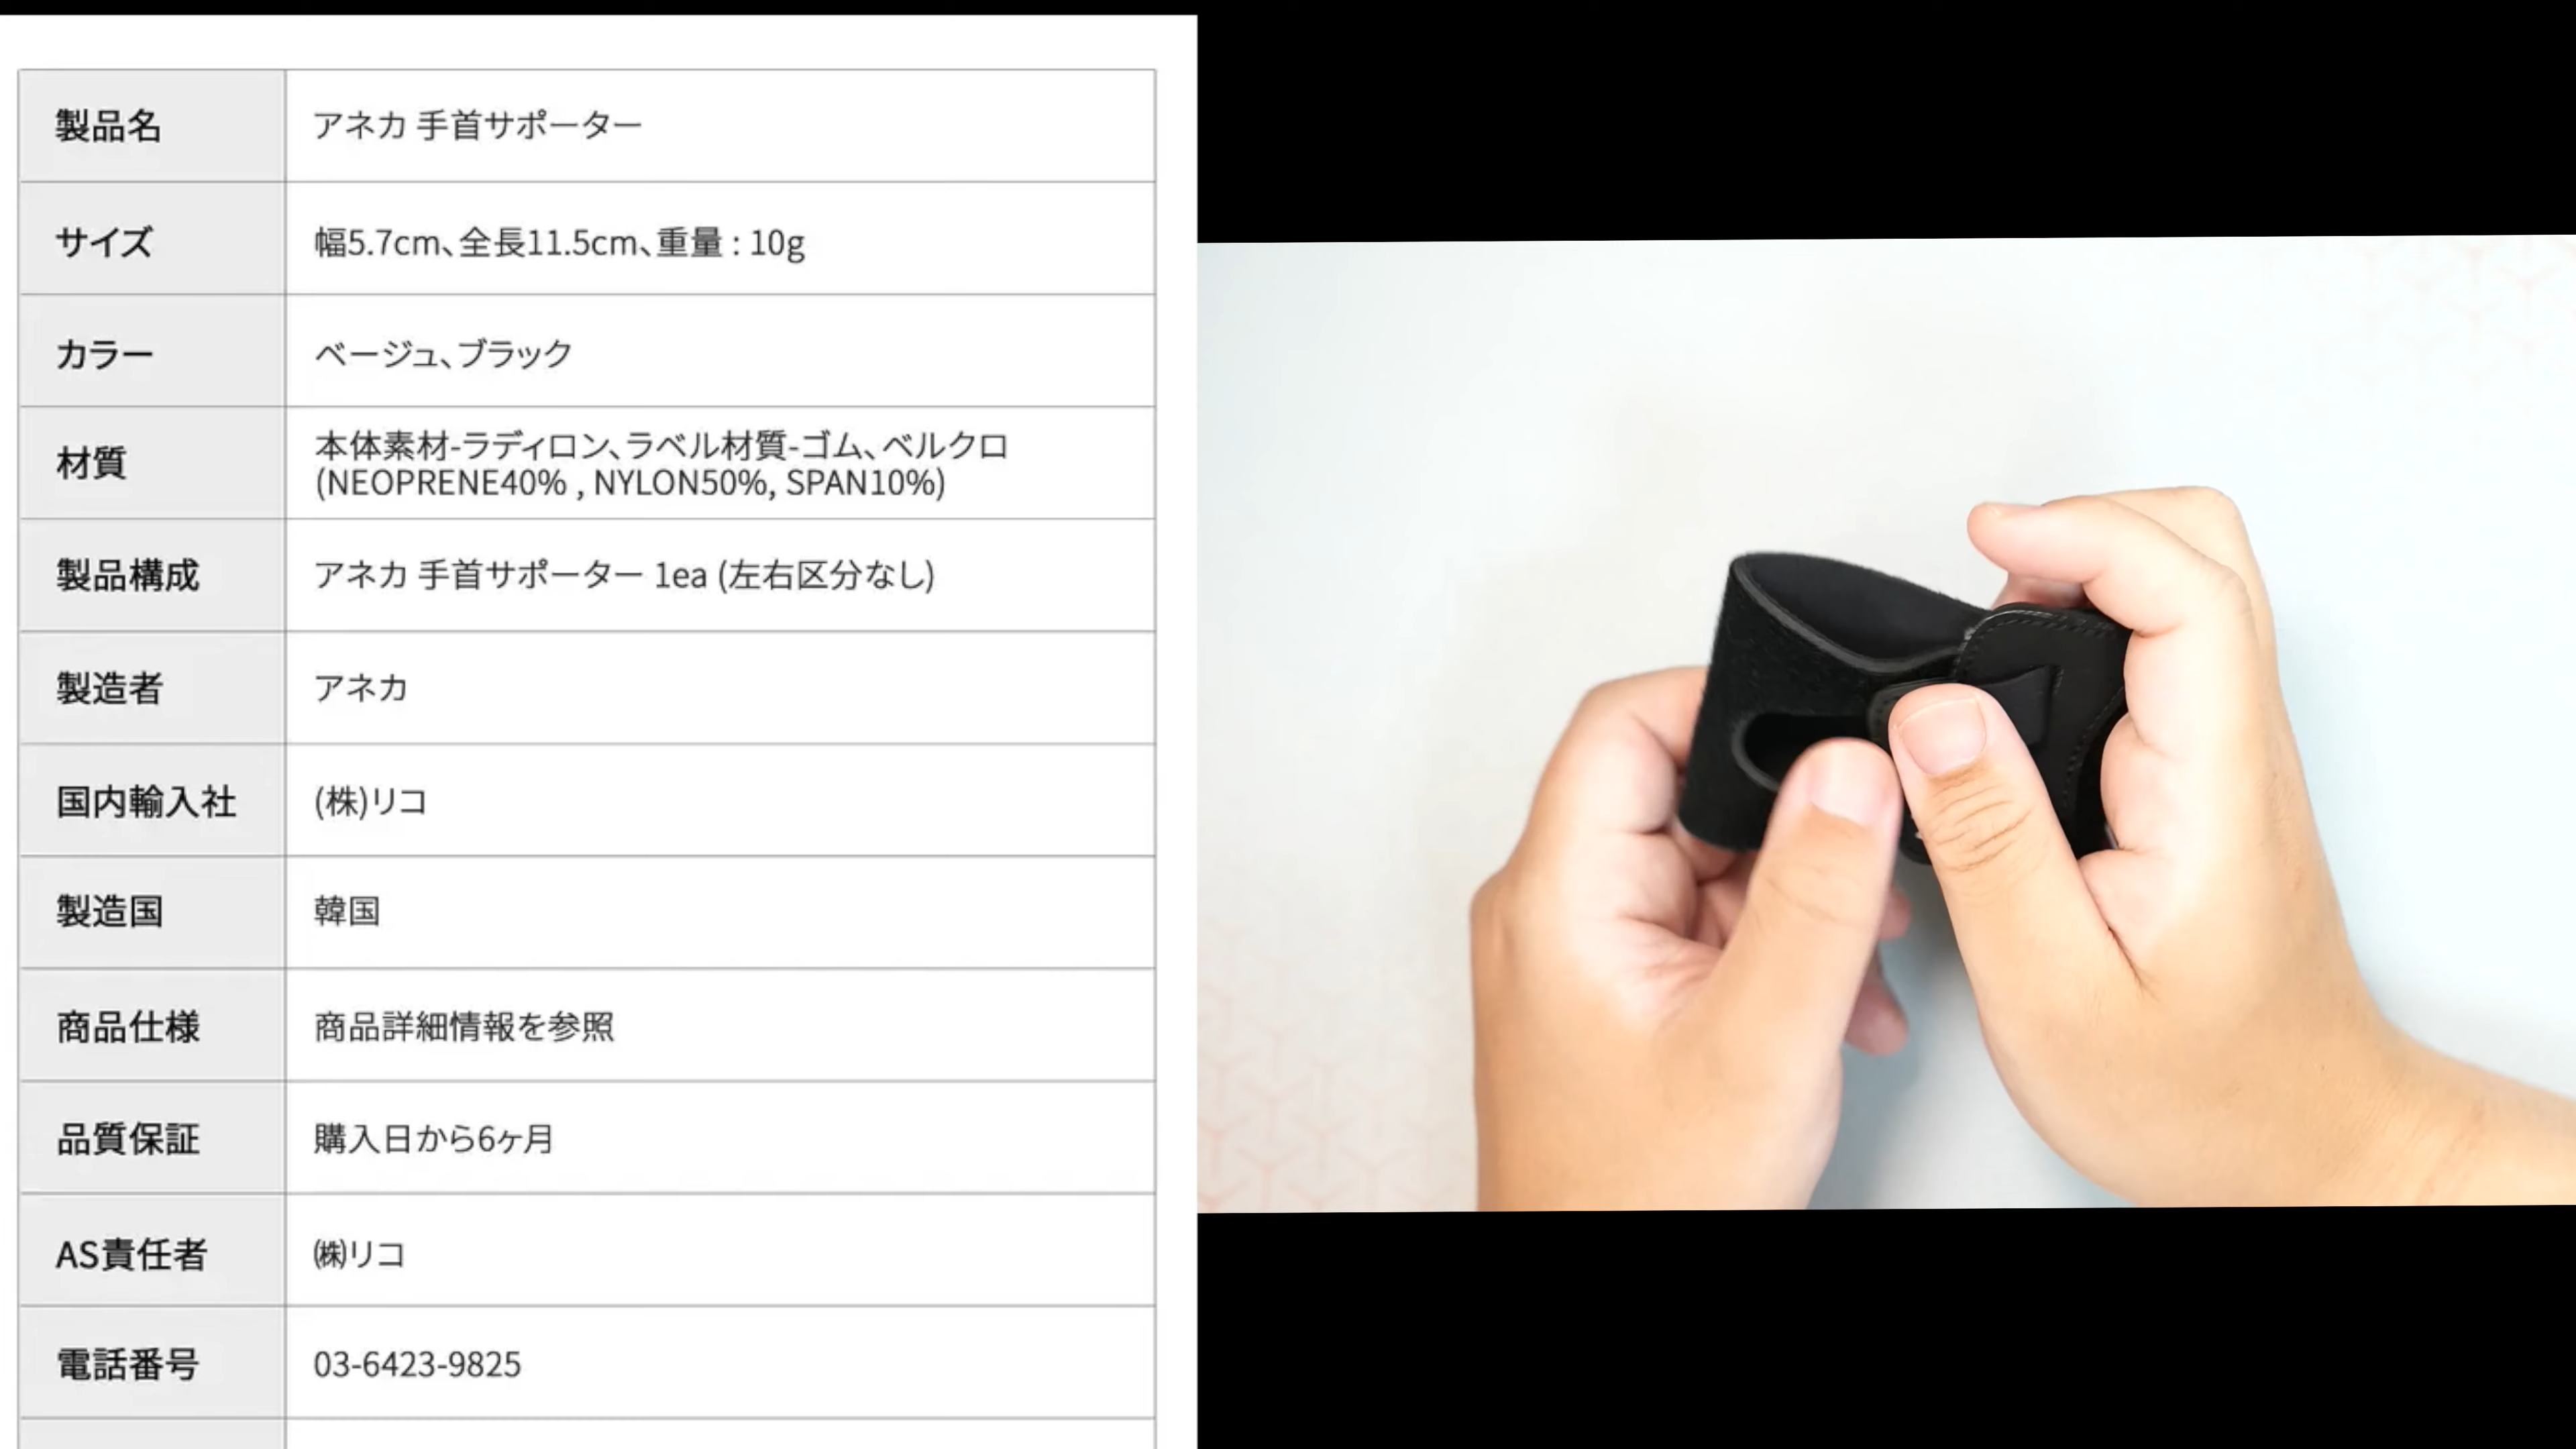 製品名 アネカ 手首サポーター
サイズ 幅5.7cm、全長11.5cm、重量 : 10g
カラー ベージュ、ブラック
材質 本体素材-ラディロン、ラベル材質-ゴム、ベルクロ
(NEOPRENE40% , NYLON50%, SPAN10%)
製品構成 アネカ 手首サポーター 1ea (左右区分なし)
製造者 アネカ
国内輸入社 (株)リコ
製造国 韓国
商品仕様 商品詳細情報を参照
品質保証 購入日から6ヶ月
AS責任者 ㈱リコ
電話番号 03-6423-9825